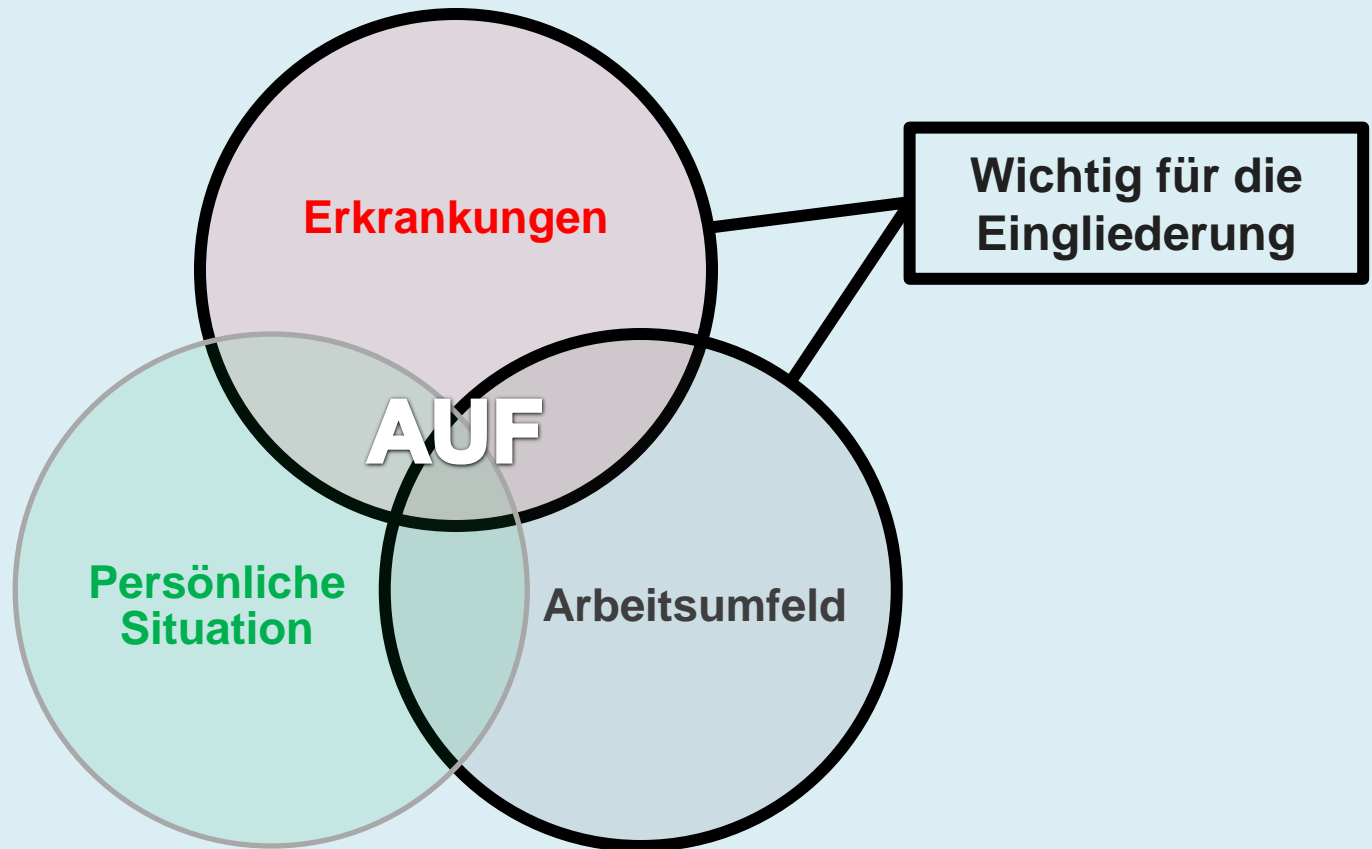 Erkrankungen
Wichtig für die
Eingliederung
AUF
Persönliche
Situation
Arbeitsumfeld